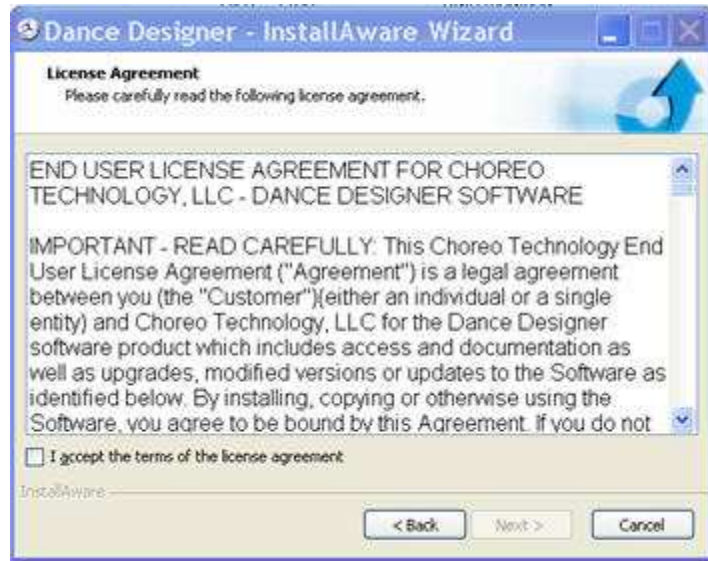 Dance Designer - InstallAware Wizard
License Agreement
Please carefully read the following license agreement.
END USER LICENSE AGREEMENT FOR CHOREO
TECHNOLOGY, LLC - DANCE DESIGNER SOFTWARE
IMPORTANT - READ CAREFULLY: This Choreo Technology End
User License Agreement ("Agreement") is a legal agreement
between you (the "Customer")(either an individual or a single
entity) and Choreo Technology, LLC for the Dance Designer
software product which includes access and documentation as
well as upgrades, modified versions or updates to the Software as
identified below. By installing, copying or otherwise using the
Software, you agree to be bound by this Agreement. If you do not
I accept the terms of the license agreement
InstallAware
< Back Next > Cancel